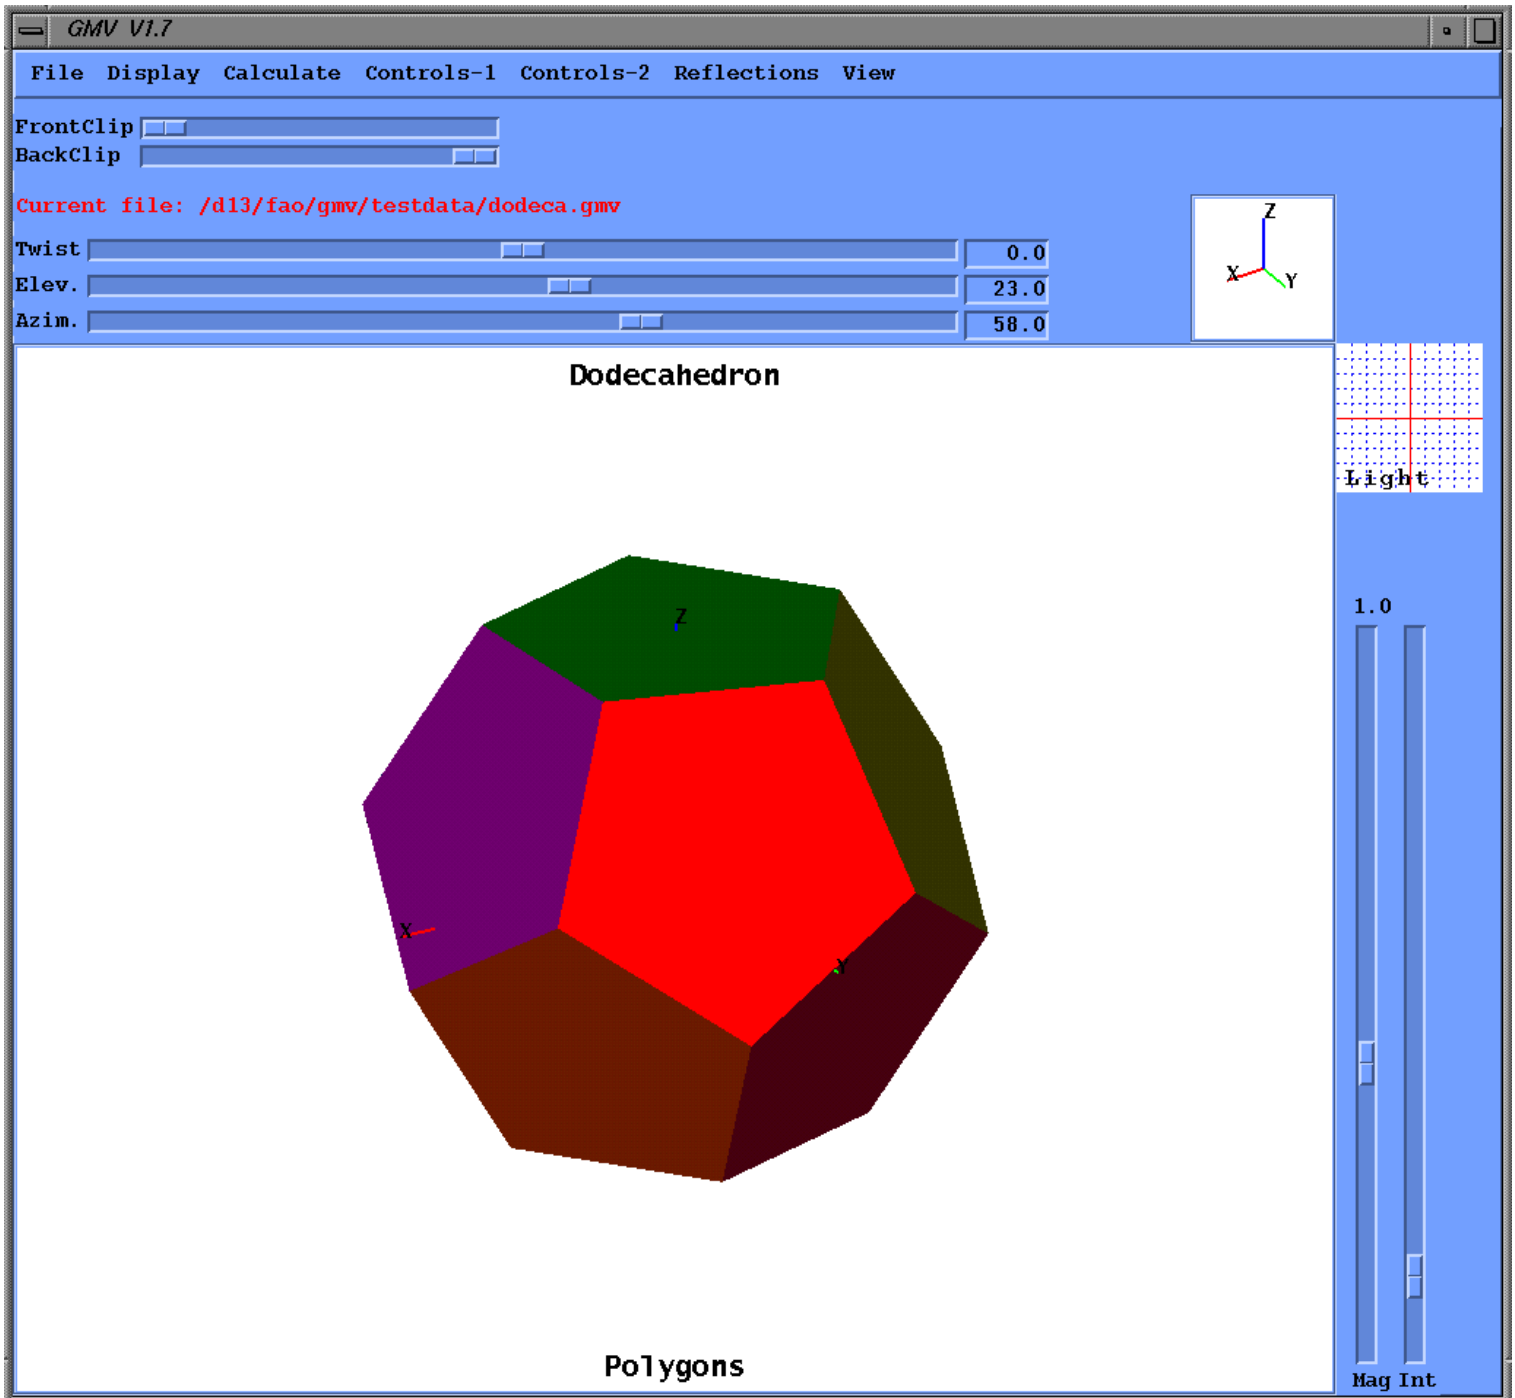 GMV V1.7
File Display Calculate Controls-1 Controls-2 Reflections View
FrontClip
BackClip
Current file: /d13/fao/gmv/testdata/dodeca.gmv
Twist 0.0
Elev. 23.0
Azim. 58.0
Z
X
Y
Light
Dodecahedron
Z
X
Y
1.0
Polygons
Mag Int